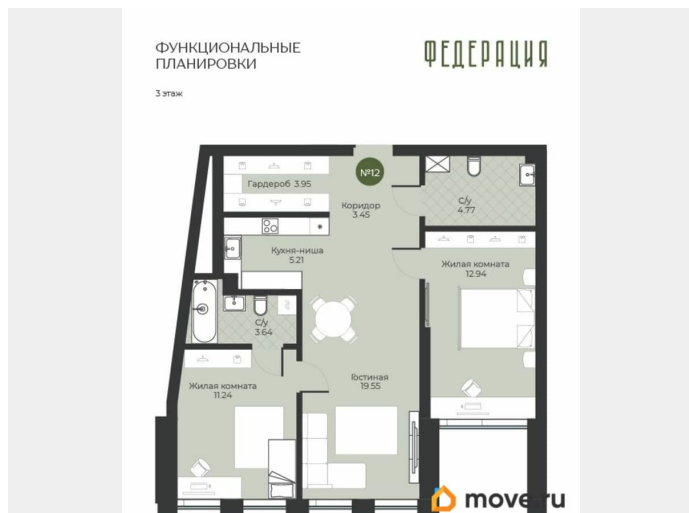 ФУНКЦИОНАЛЬНЫЕ
ПЛАНИРОВКИ
ФЕДЕРАЦИЯ
3 этаж
№12
Гардероб 3.95
Коридор
3.45
С/у
4.77
Кухня-ниша
5.21
Жилая комната
12.94
С/у
3.64
Гостиная
19.55
Жилая комната
11.24
move.ru